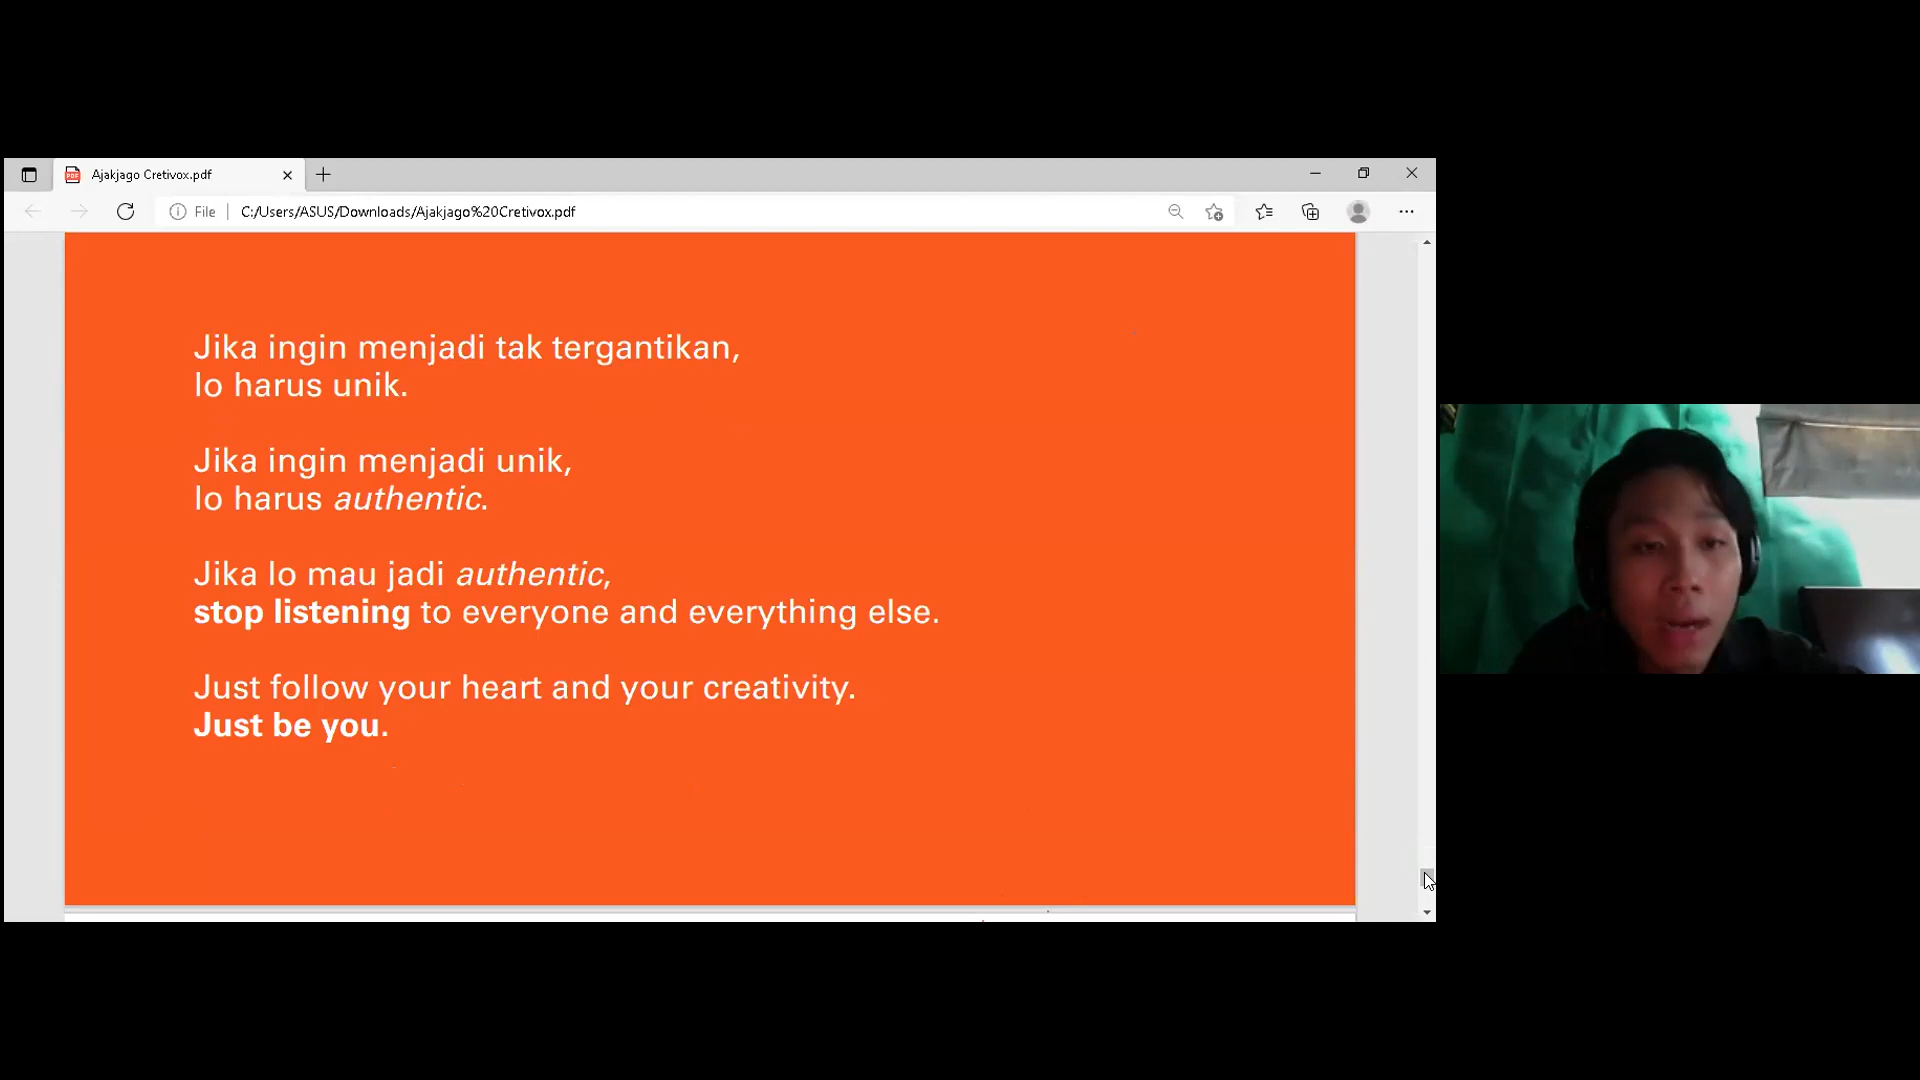 Ajakjago Cretivox.pdf
File
C:/Users/ASUS/Downloads/Ajakjago%20Cretivox.pdf
Jika ingin menjadi tak tergantikan,
lo harus unik.
Jika ingin menjadi unik,
lo harus authentic.
Jika lo mau jadi authentic,
stop listening to everyone and everything else.
Just follow your heart and your creativity.
Just be you.